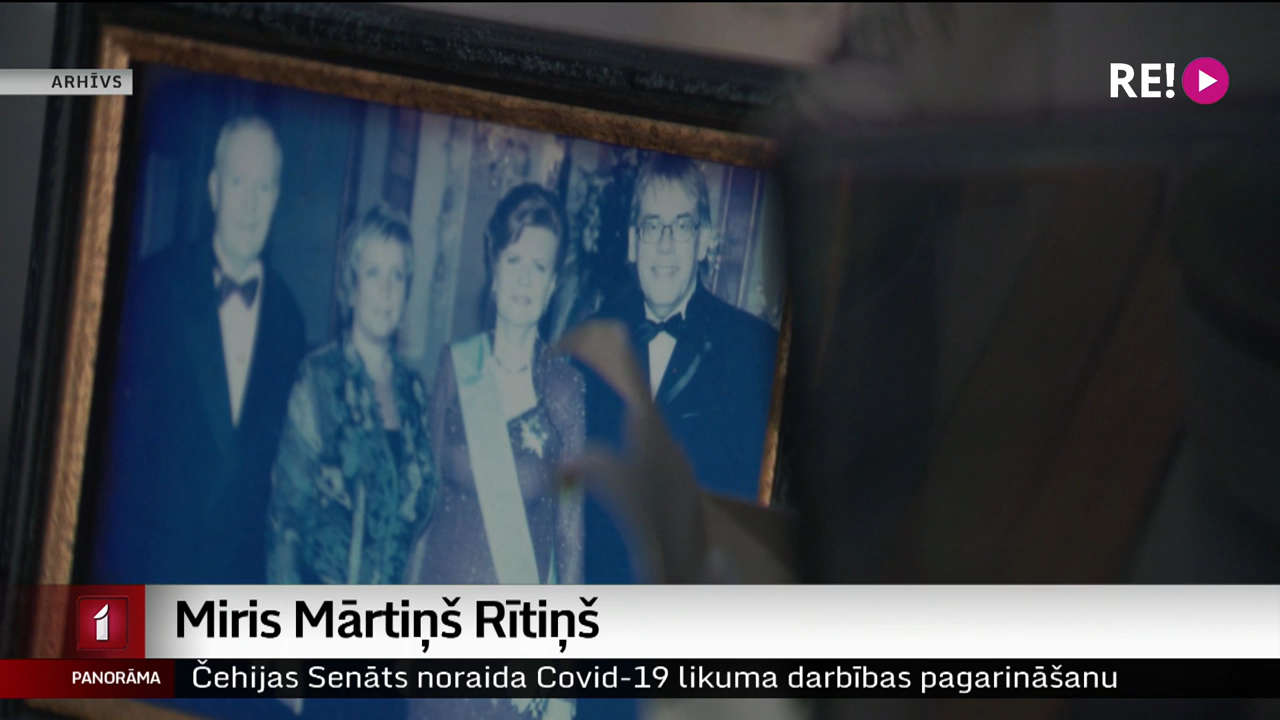 ARHĪVS
RE!
1
Miris Mārtiņš Rītiņš
PANORĀMA
Čehijas Senāts noraida Covid-19 likuma darbības pagarināšanu